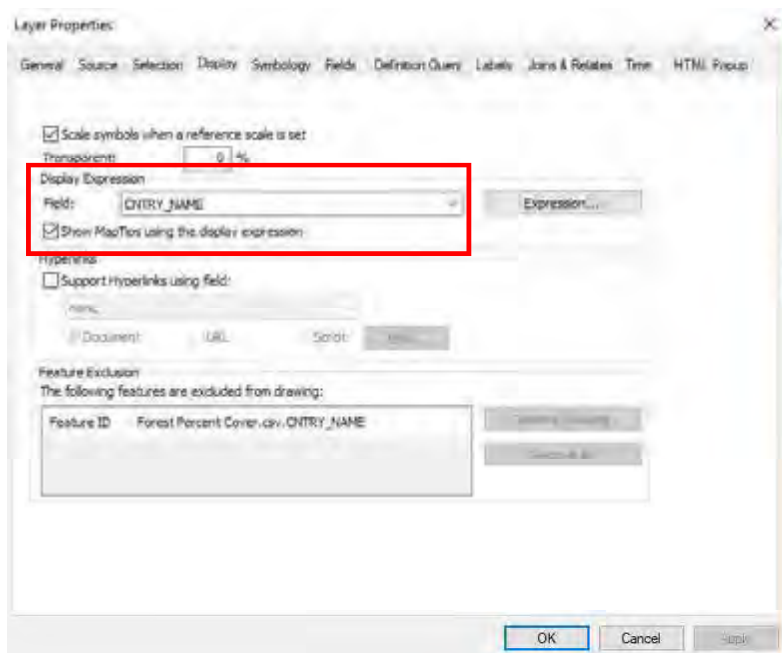 Layer Properties
General Source Selection Display Symbology Fields Definition Query Labels Joins & Relates Time HTML Popup
Scale symbols when a reference scale is set
Transparent: 0 %
Display Expression
Field: CNTRY_NAME Expression...
Show MapTips using the display expression
Hyperlinks
Support Hyperlinks using field:
none
Document URL Script
Feature Exclusion
The following features are excluded from drawing:
Feature ID Forest Percent Cover.csv.CNTRY_NAME
OK Cancel Apply